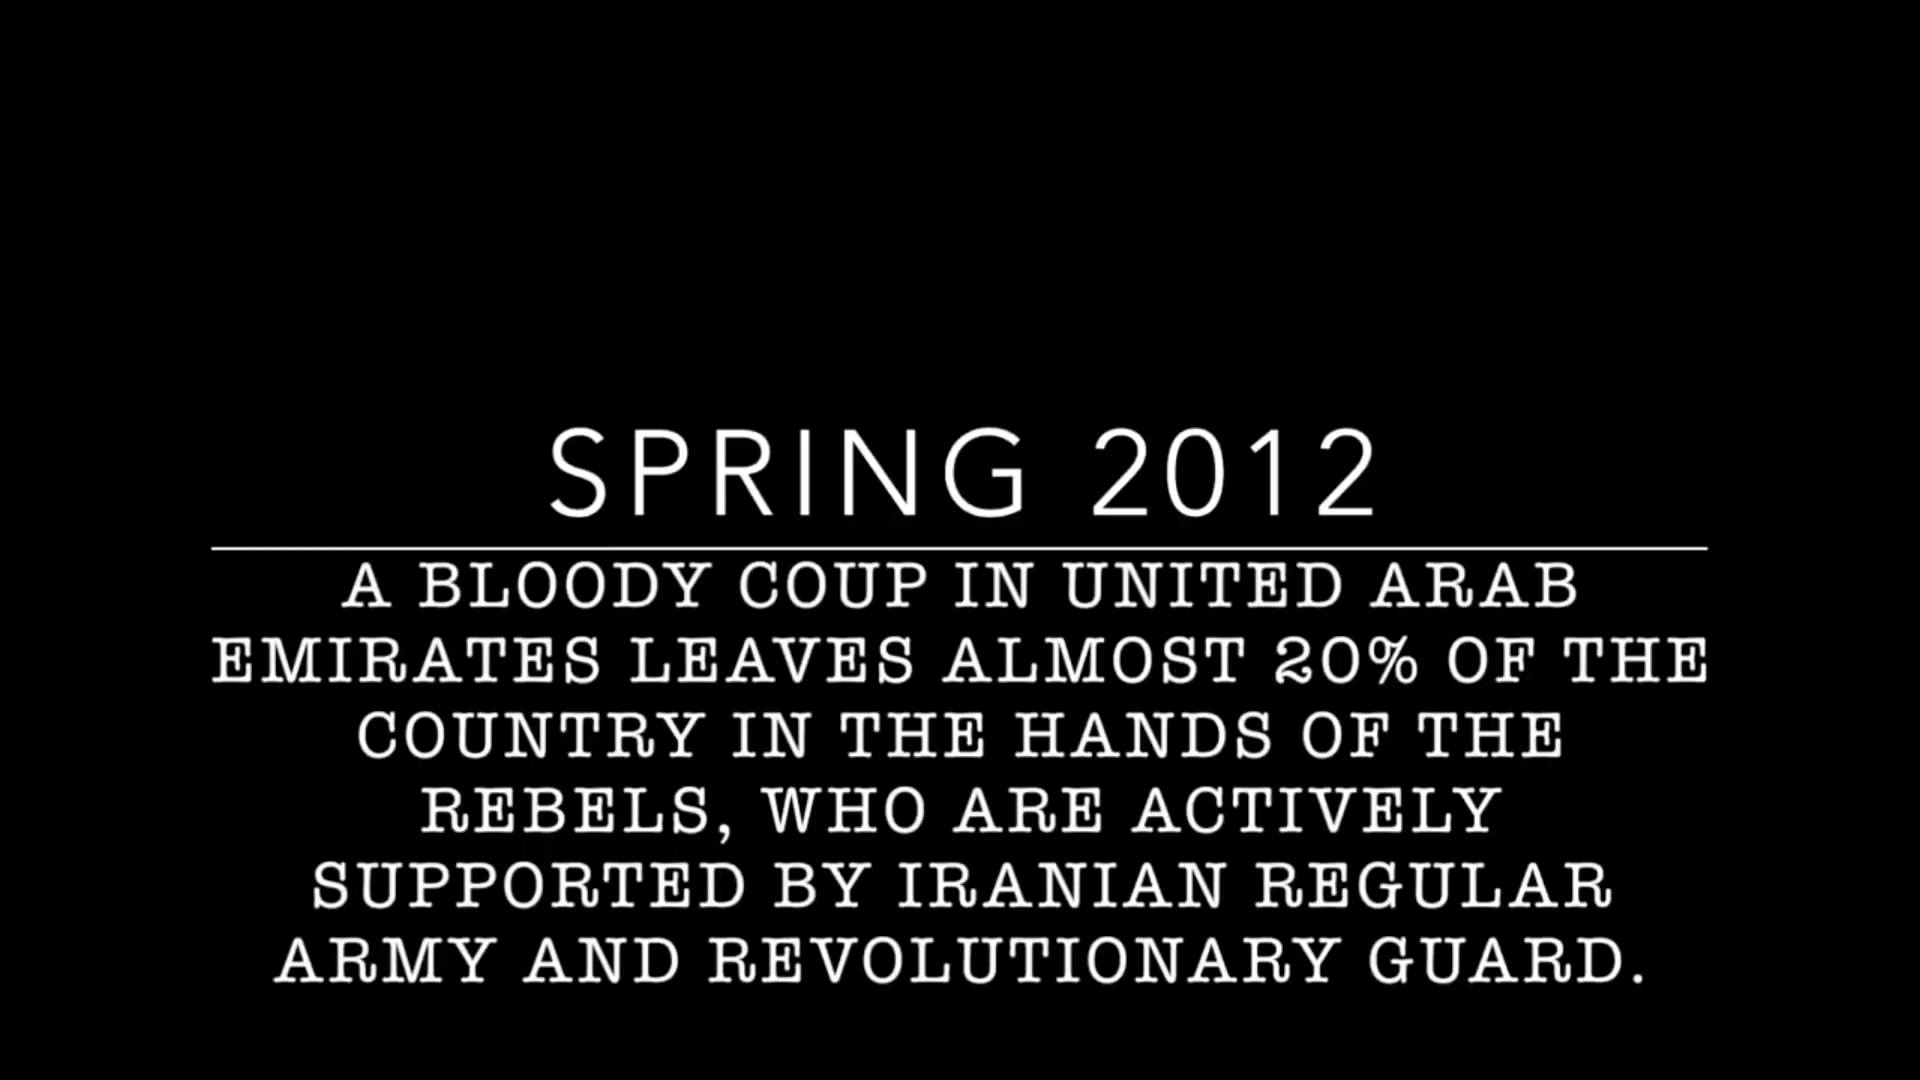 SPRING 2012
A BLOODY COUP IN UNITED ARAB
EMIRATES LEAVES ALMOST 20% OF THE
COUNTRY IN THE HANDS OF THE
REBELS, WHO ARE ACTIVELY
SUPPORTED BY IRANIAN REGULAR
ARMY AND REVOLUTIONARY GUARD.